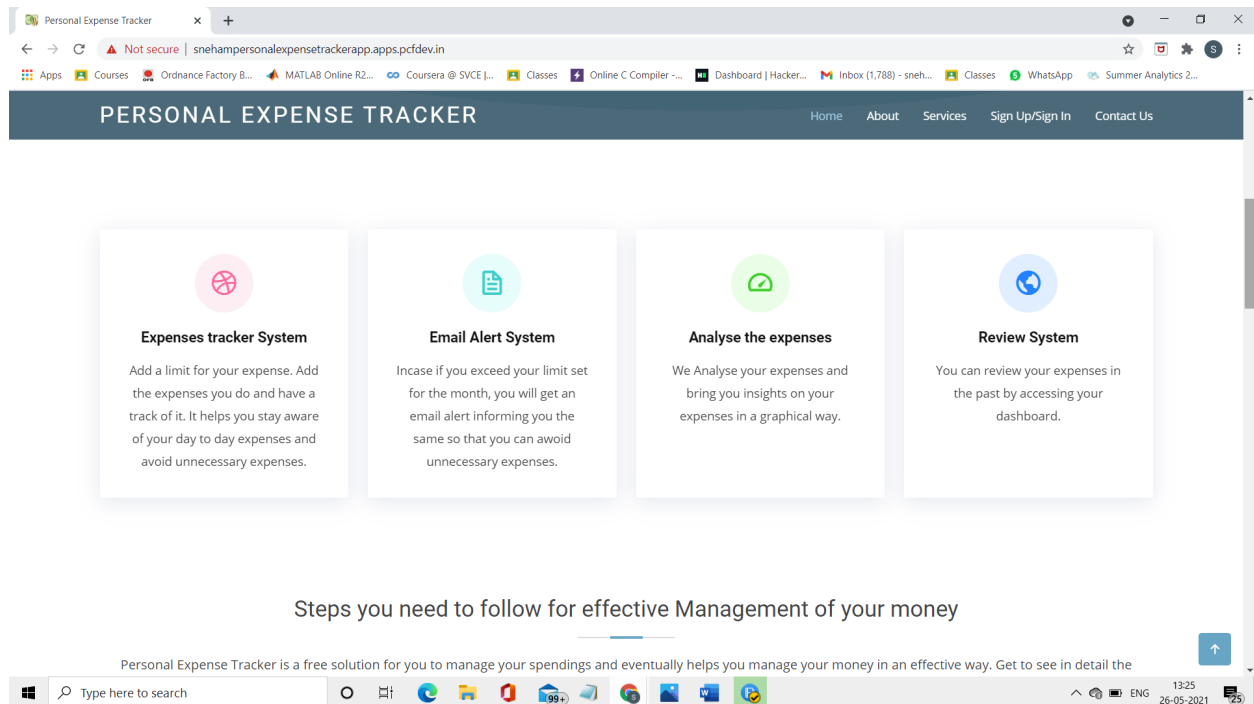 Personal Expense Tracker
Not secure | snehampersonalexpensetrackerapp.apps.pcfdev.in
S
Apps Courses Ordnance Factory B... MATLAB Online R2... Coursera @ SVCE |... Classes Online C Compiler -... Dashboard | Hacker... Inbox (1,788) - sneh... Classes WhatsApp Summer Analytics 2...
PERSONAL EXPENSE TRACKER
Home About Services Sign Up/Sign In Contact Us
Expenses tracker System
Add a limit for your expense. Add
the expenses you do and have a
track of it. It helps you stay aware
of your day to day expenses and
avoid unnecessary expenses.
Email Alert System
Incase if you exceed your limit set
for the month, you will get an
email alert informing you the
same so that you can awoid
unnecessary expenses.
Analyse the expenses
We Analyse your expenses and
bring you insights on your
expenses in a graphical way.
Review System
You can review your expenses in
the past by accessing your
dashboard.
Steps you need to follow for effective Management of your money
Personal Expense Tracker is a free solution for you to manage your spendings and eventually helps you manage your money in an effective way. Get to see in detail the
Type here to search
99+
ENG
13:25
26-05-2021
25